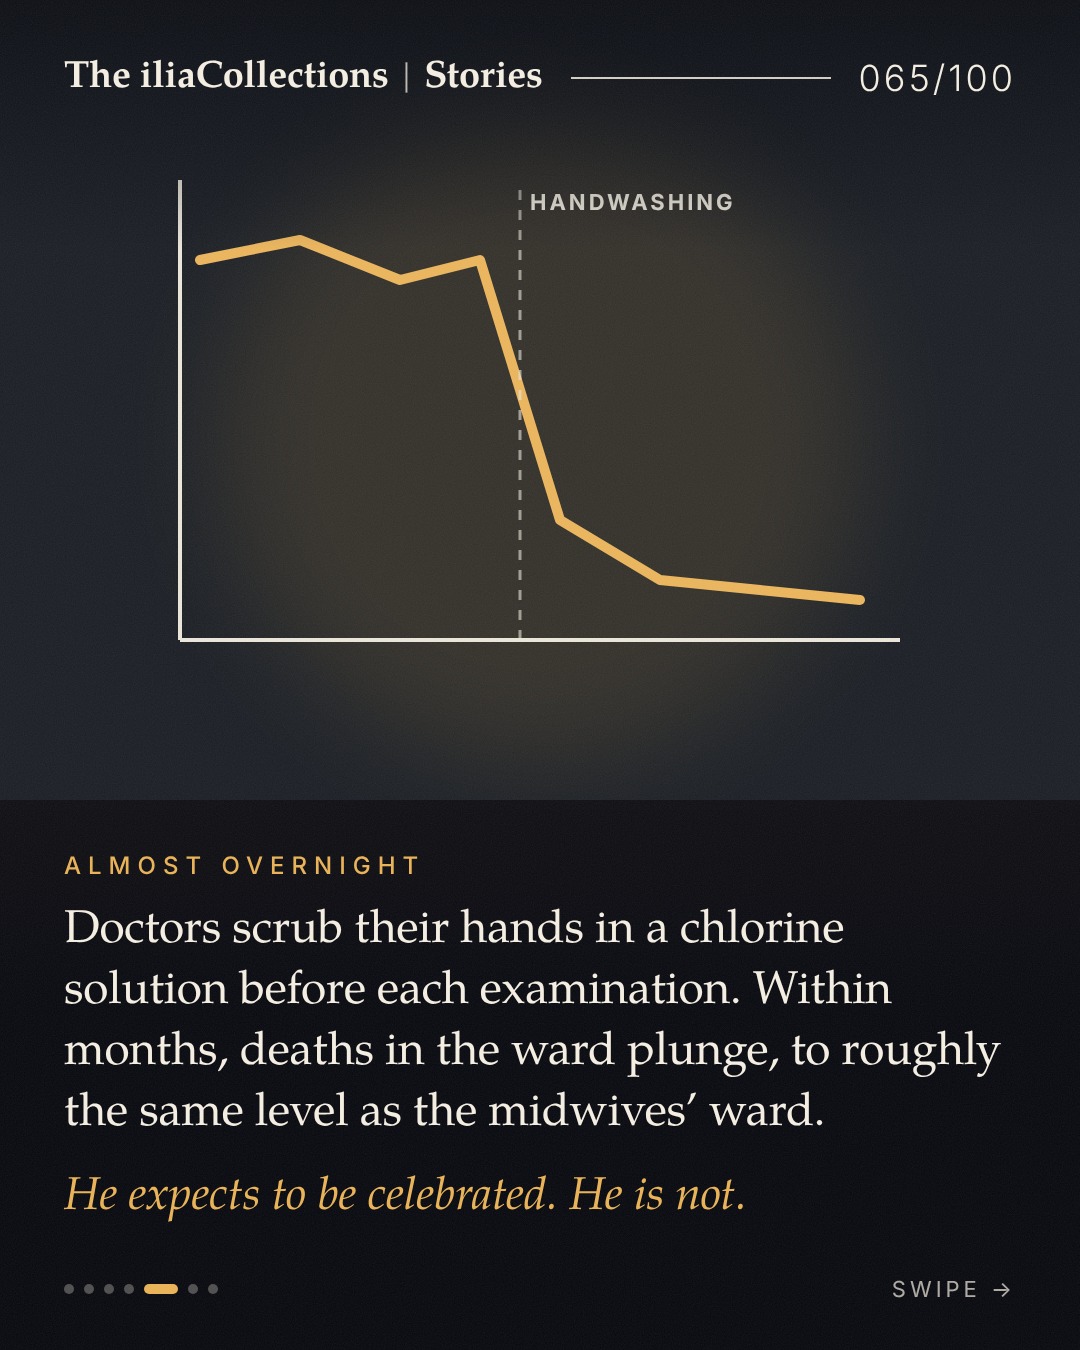 The iliaCollections | Stories 065/100
HANDWASHING
ALMOST OVERNIGHT
Doctors scrub their hands in a chlorine
solution before each examination. Within
months, deaths in the ward plunge, to roughly
the same level as the midwives’ ward.
He expects to be celebrated. He is not.
SWIPE →